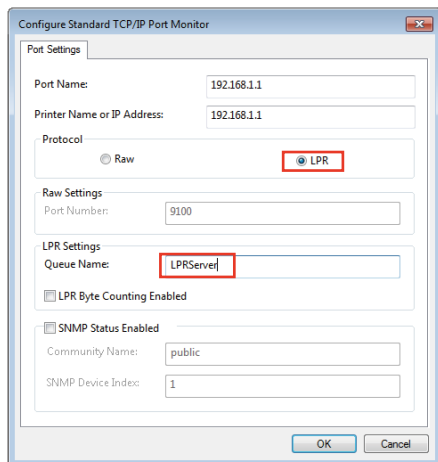 Configure Standard TCP/IP Port Monitor
Port Settings
Port Name: 192.168.1.1
Printer Name or IP Address: 192.168.1.1
Protocol
Raw LPR
Raw Settings
Port Number: 9100
LPR Settings
Queue Name: LPRServer
LPR Byte Counting Enabled
SNMP Status Enabled
Community Name: public
SNMP Device Index: 1
OK Cancel